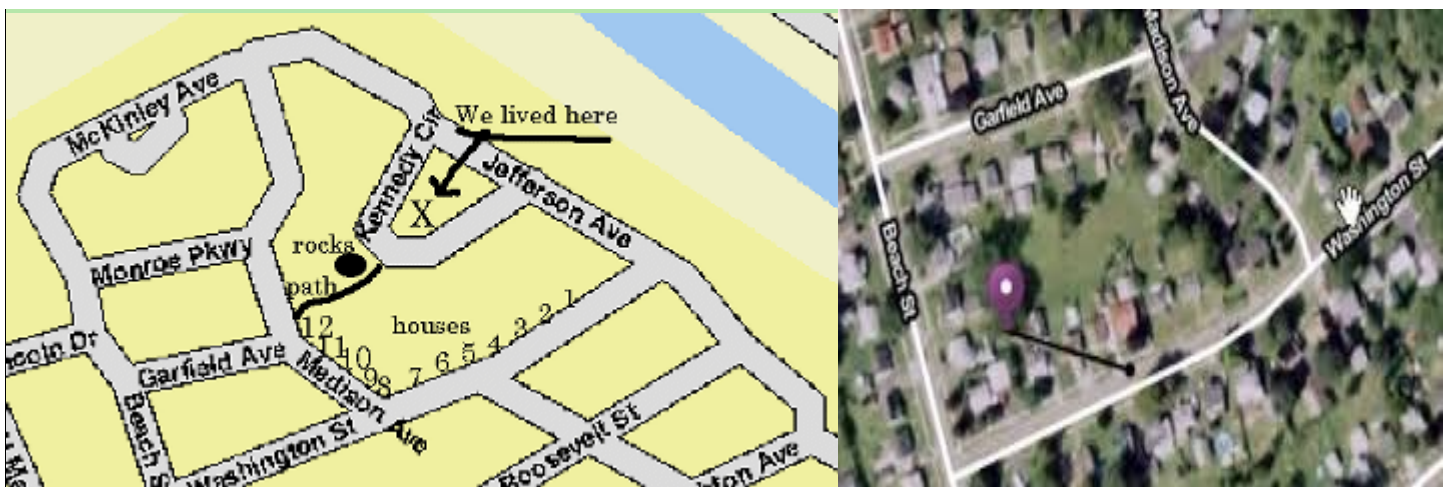 McKinley Ave
Kennedy Cir
We lived here
Jefferson Ave
X
rocks
Monroe Pkwy
path
houses
1
2
3
4
5
6
7
8
9
10
11
12
Garfield Ave
Madison Ave
Beach S
Washington St
Roosevelt St
Madison Ave
Garfield Ave
Beach St
Washington St